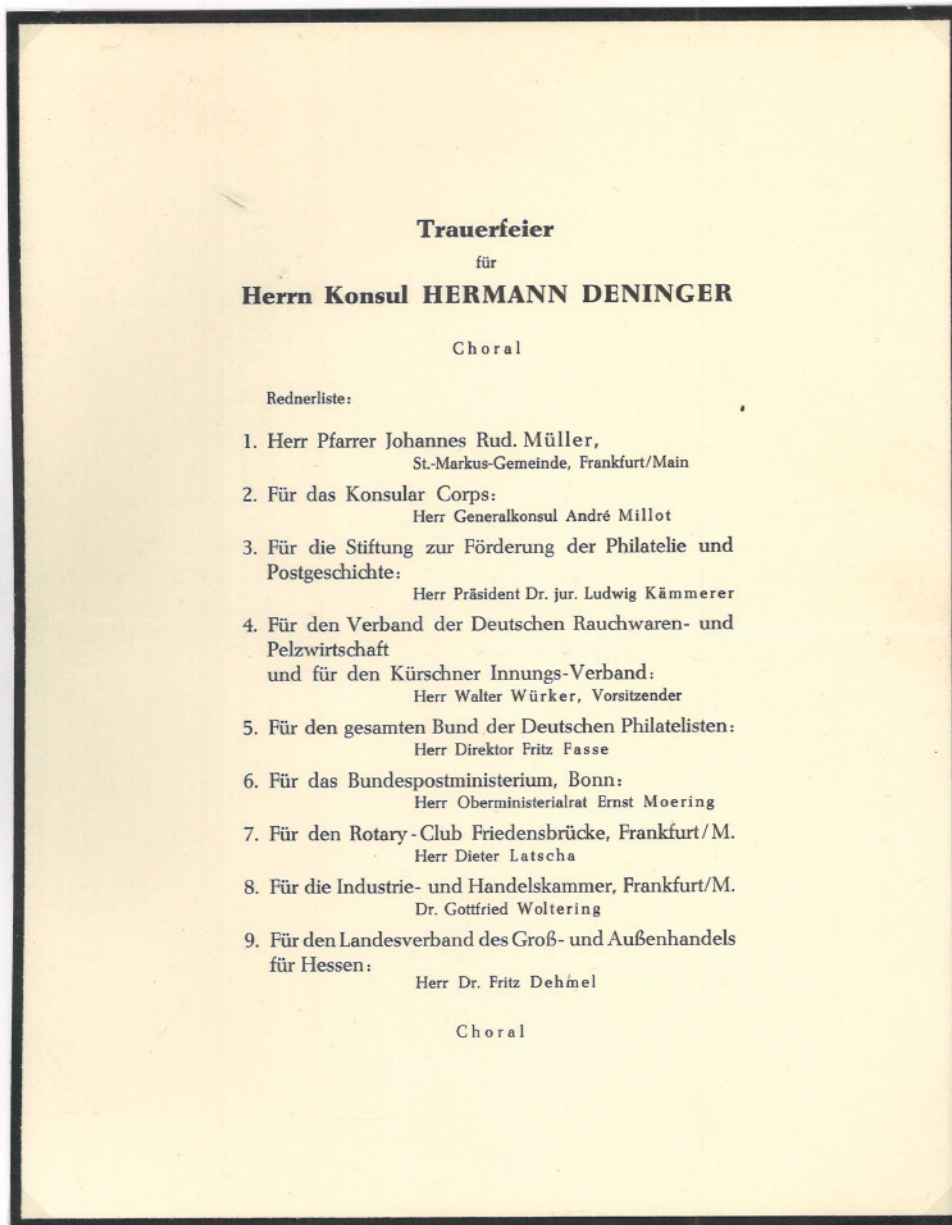 Trauerfeier
für
Herrn Konsul HERMANN DENINGER
Choral
Rednerliste:
1. Herr Pfarrer Johannes Rud. Müller,
St.-Markus-Gemeinde, Frankfurt/Main
2. Für das Konsular Corps:
Herr Generalkonsul André Millot
3. Für die Stiftung zur Förderung der Philatelie und
Postgeschichte:
Herr Präsident Dr. jur. Ludwig Kämmerer
4. Für den Verband der Deutschen Rauchwaren- und
Pelzwirtschaft
und für den Kürschner Innungs-Verband:
Herr Walter Würker, Vorsitzender
5. Für den gesamten Bund der Deutschen Philatelisten:
Herr Direktor Fritz Fasse
6. Für das Bundespostministerium, Bonn:
Herr Oberministerialrat Ernst Moering
7. Für den Rotary-Club Friedensbrücke, Frankfurt/M.
Herr Dieter Latscha
8. Für die Industrie- und Handelskammer, Frankfurt/M.
Dr. Gottfried Woltering
9. Für den Landesverband des Groß- und Außenhandels
für Hessen:
Herr Dr. Fritz Dehmel
Choral